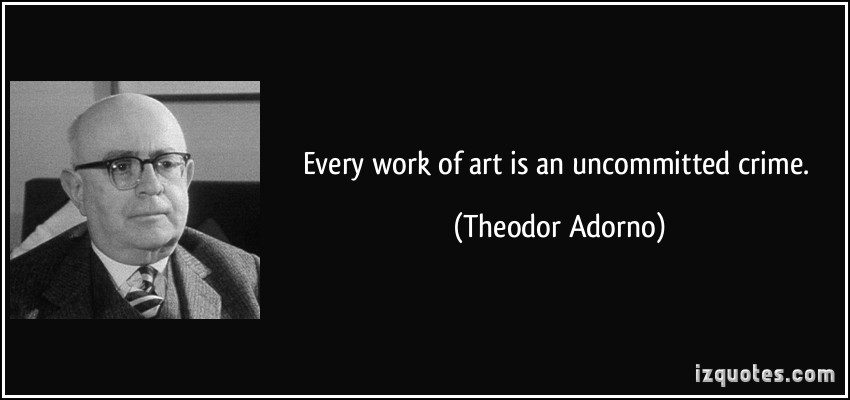 Every work of art is an uncommitted crime.
(Theodor Adorno)
izquotes.com